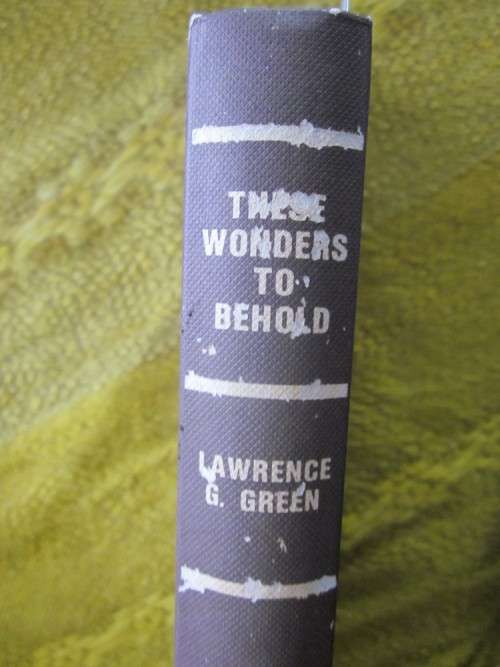 THESE
WONDERS
TO
BEHOLD
LAWRENCE
G. GREEN